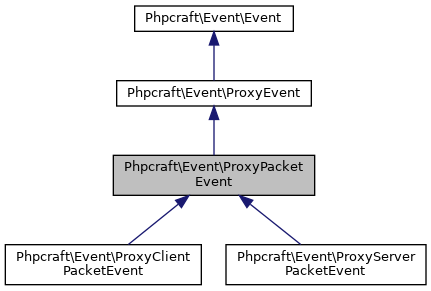 Phpcraft\Event\Event
Phpcraft\Event\ProxyEvent
Phpcraft\Event\ProxyPacket
Event
Phpcraft\Event\ProxyClient
PacketEvent
Phpcraft\Event\ProxyServer
PacketEvent